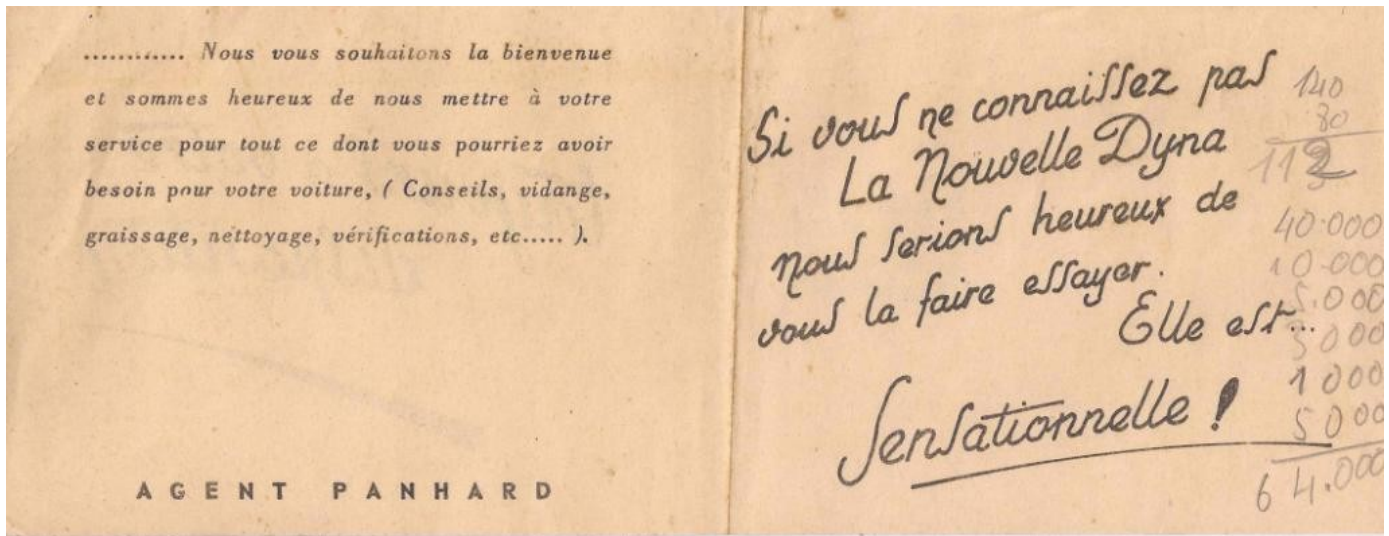 ............ Nous vous souhaitons la bienvenue
et sommes heureux de nous mettre à votre
service pour tout ce dont vous pourriez avoir
besoin pour votre voiture, ( Conseils, vidange,
graissage, nettoyage, vérifications, etc..... ).
AGENT PANHARD
Si vous ne connaissez pas
La Nouvelle Dyna
nous serions heureux de
vous la faire essayer.
Elle est...
Sensationnelle !
140
80
40.000
10.000
5.000
3000
1000
5000
64.000